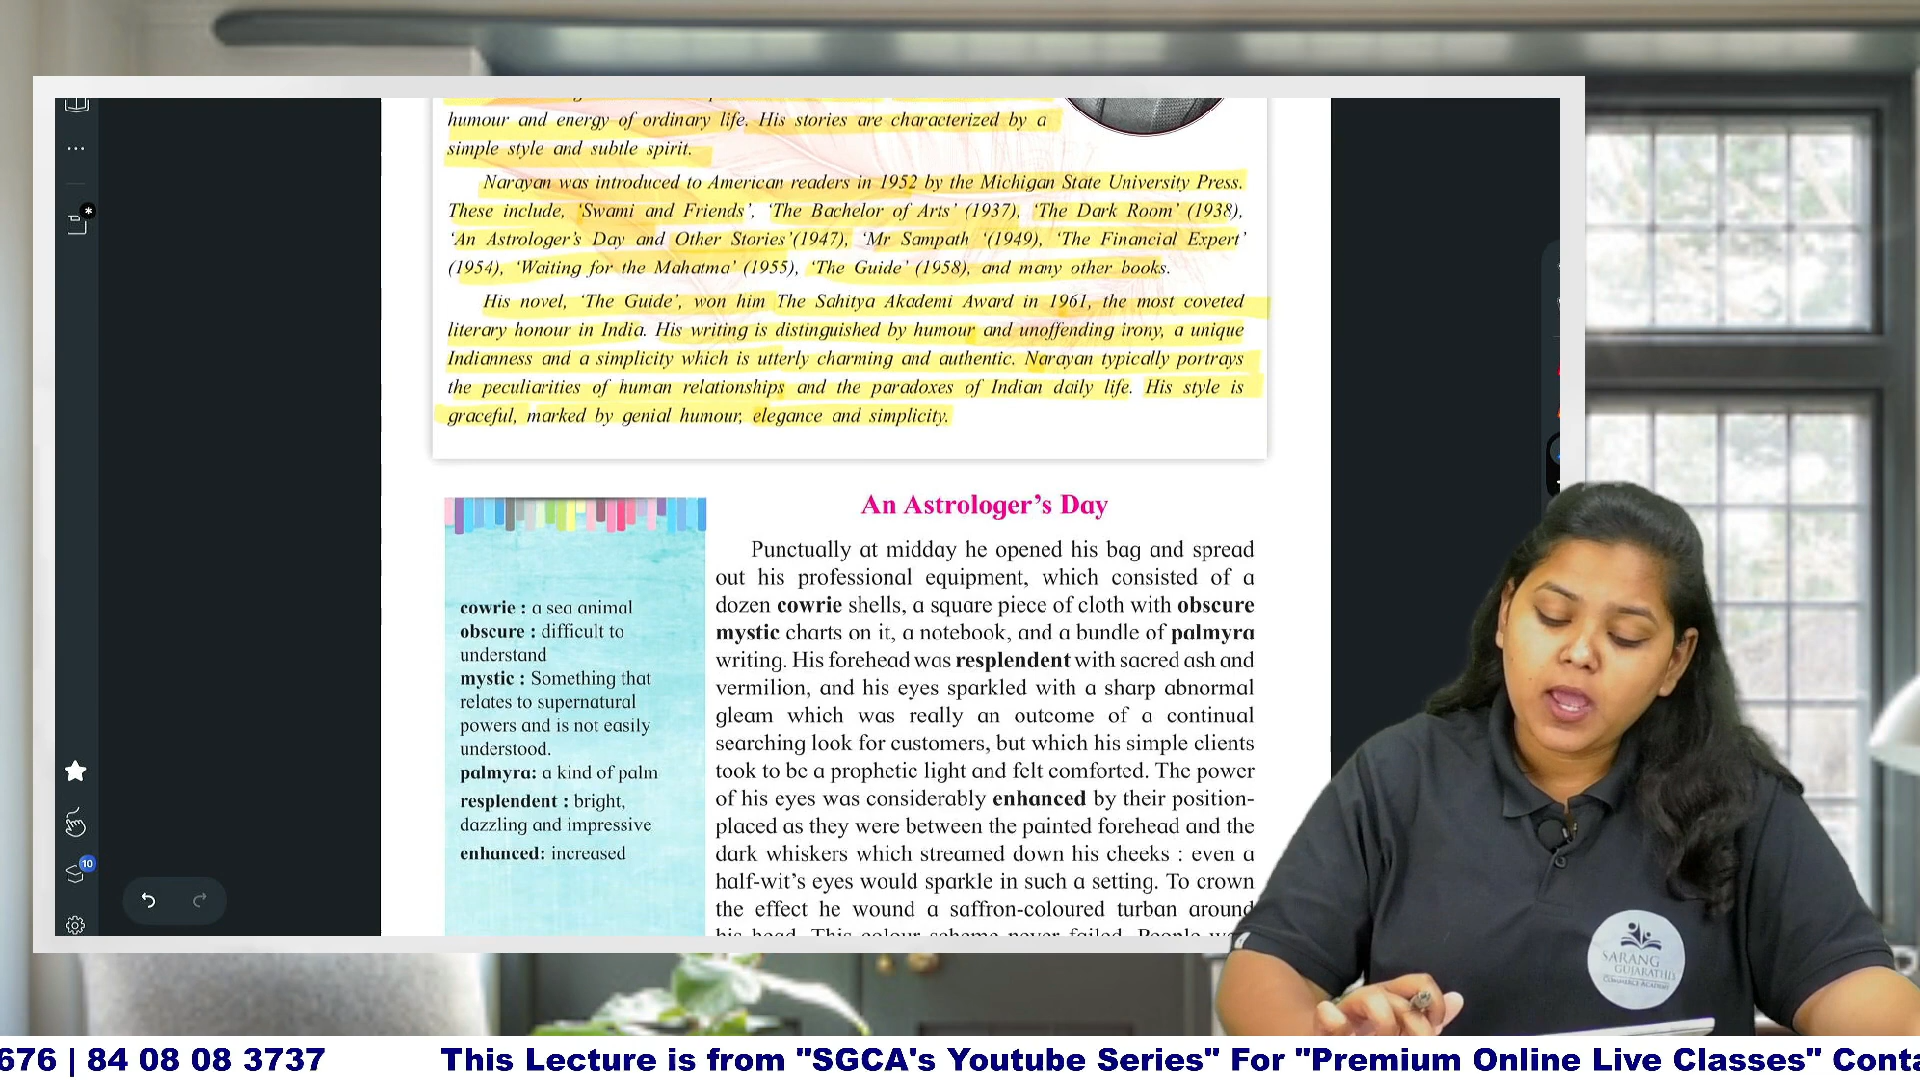 humour and energy of ordinary life. His stories are characterized by a
simple style and subtle spirit.
Narayan was introduced to American readers in 1952 by the Michigan State University Press.
These include, ‘Swami and Friends’, ‘The Bachelor of Arts’ (1937), ‘The Dark Room’ (1938),
‘An Astrologer’s Day and Other Stories’(1947), ‘Mr Sampath ‘(1949), ‘The Financial Expert’
(1954), ‘Waiting for the Mahatma’ (1955), ‘The Guide’ (1958), and many other books.
His novel, ‘The Guide’, won him The Sahitya Akademi Award in 1961, the most coveted
literary honour in India. His writing is distinguished by humour and unoffending irony, a unique
Indianness and a simplicity which is utterly charming and authentic. Narayan typically portrays
the peculiarities of human relationships and the paradoxes of Indian daily life. His style is
graceful, marked by genial humour, elegance and simplicity.
An Astrologer’s Day
Punctually at midday he opened his bag and spread
out his professional equipment, which consisted of a
dozen cowrie shells, a square piece of cloth with obscure
mystic charts on it, a notebook, and a bundle of palmyra
writing. His forehead was resplendent with sacred ash and
vermilion, and his eyes sparkled with a sharp abnormal
gleam which was really an outcome of a continual
searching look for customers, but which his simple clients
took to be a prophetic light and felt comforted. The power
of his eyes was considerably enhanced by their position-
placed as they were between the painted forehead and the
dark whiskers which streamed down his cheeks : even a
half-wit’s eyes would sparkle in such a setting. To crown
the effect he wound a saffron-coloured turban around
his head. This colour scheme never failed. People
cowrie : a sea animal
obscure : difficult to
understand
mystic : Something that
relates to supernatural
powers and is not easily
understood.
palmyra: a kind of palm
resplendent : bright,
dazzling and impressive
enhanced: increased
10
SARANG
GUJARATHI'S
COMMERCE ACADEMY
676 | 84 08 08 3737 This Lecture is from "SGCA's Youtube Series" For "Premium Online Live Classes"